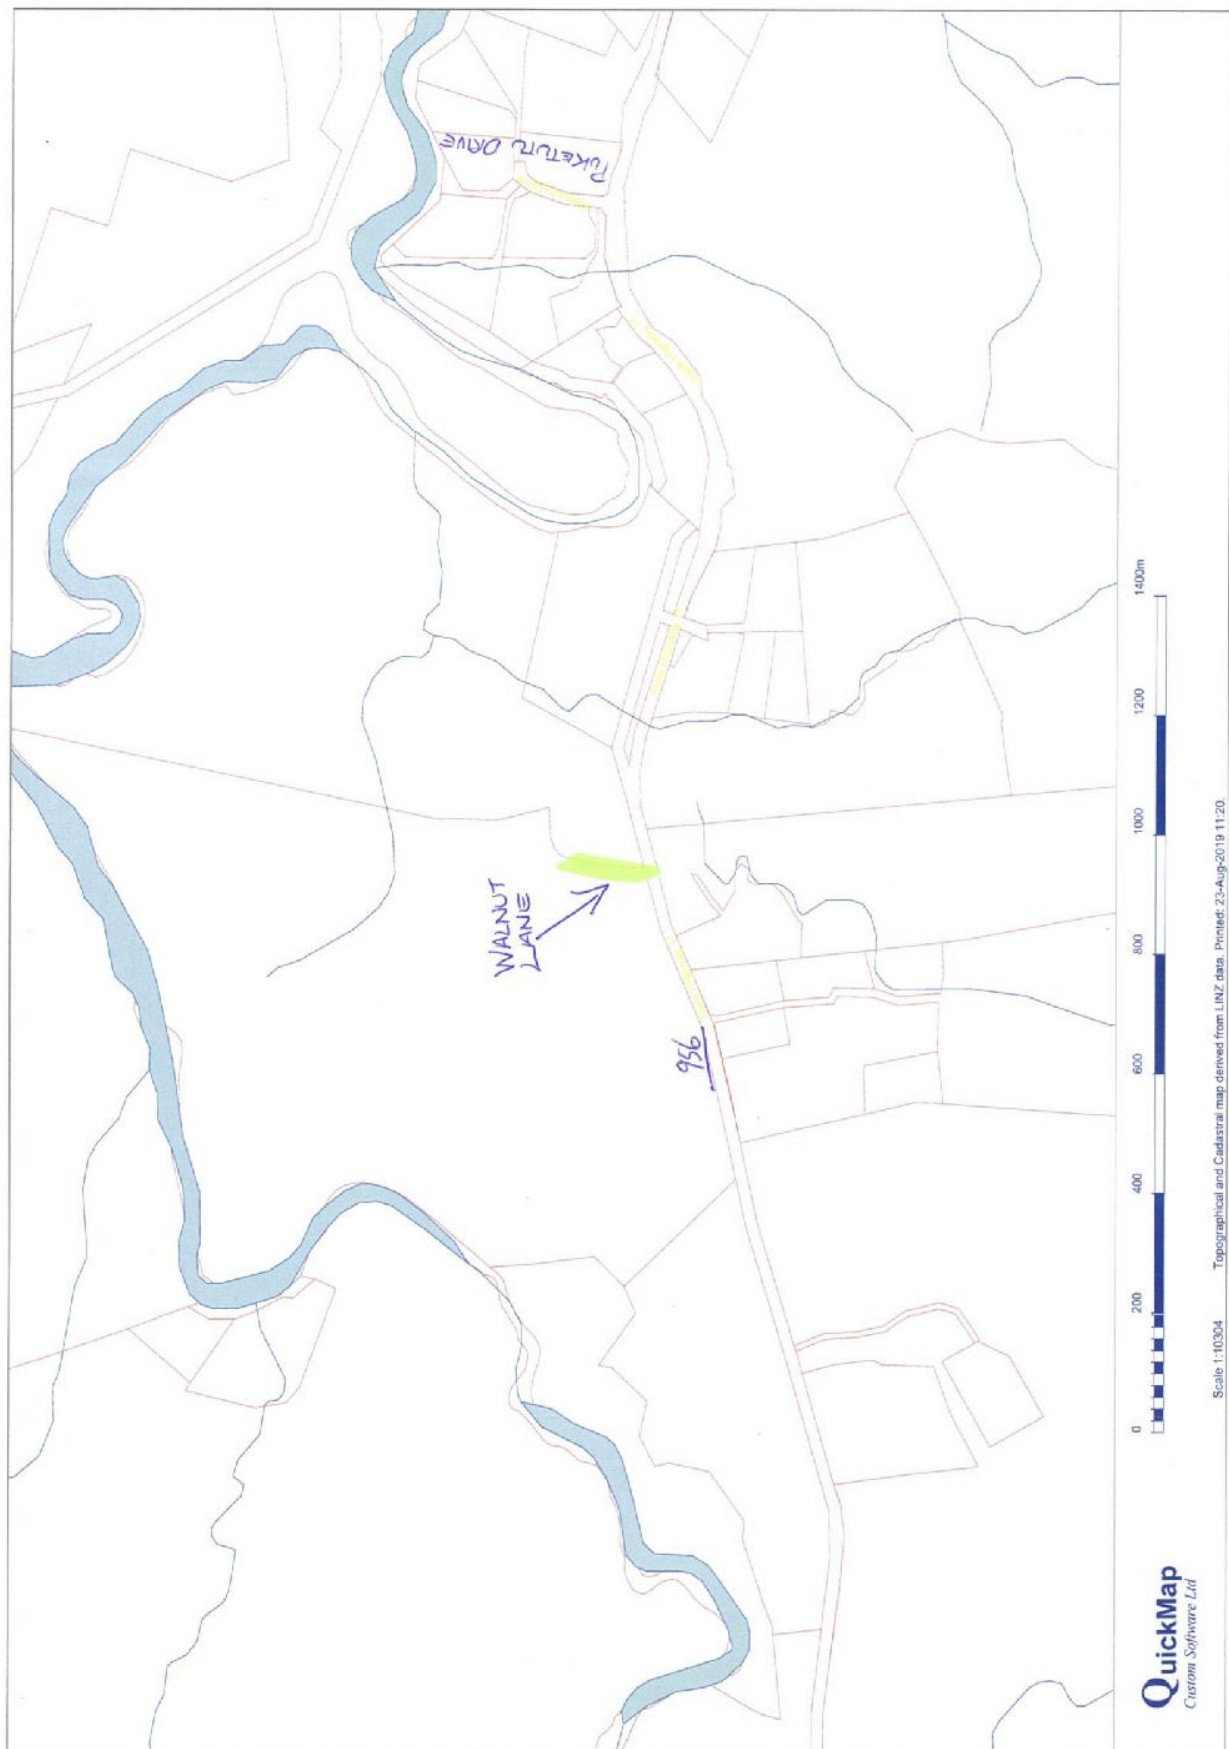 PUKETUTU DRIVE
WALNUT
LANE
956
0 200 400 600 800 1000 1200 1400m
QuickMap
Custom Software Ltd
Scale 1:10304 Topographical and Cadastral map derived from LINZ data. Printed: 23-Aug-2019 11:20.